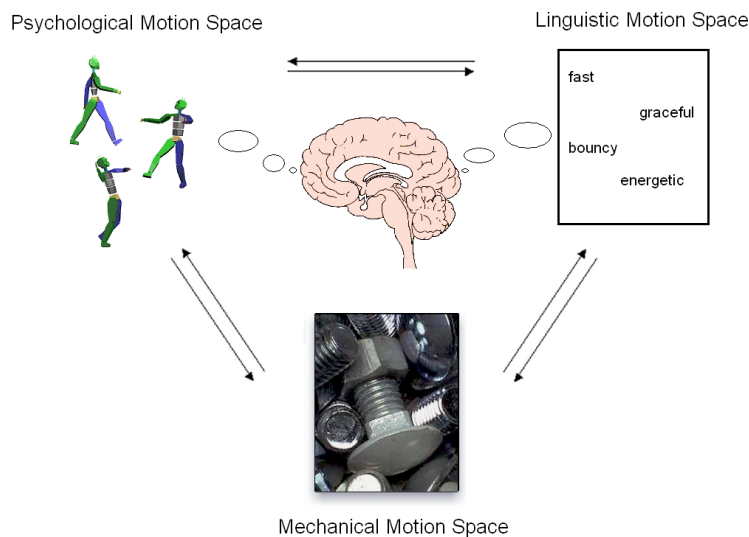 Psychological Motion Space
Linguistic Motion Space
fast
graceful
bouncy
energetic
Mechanical Motion Space